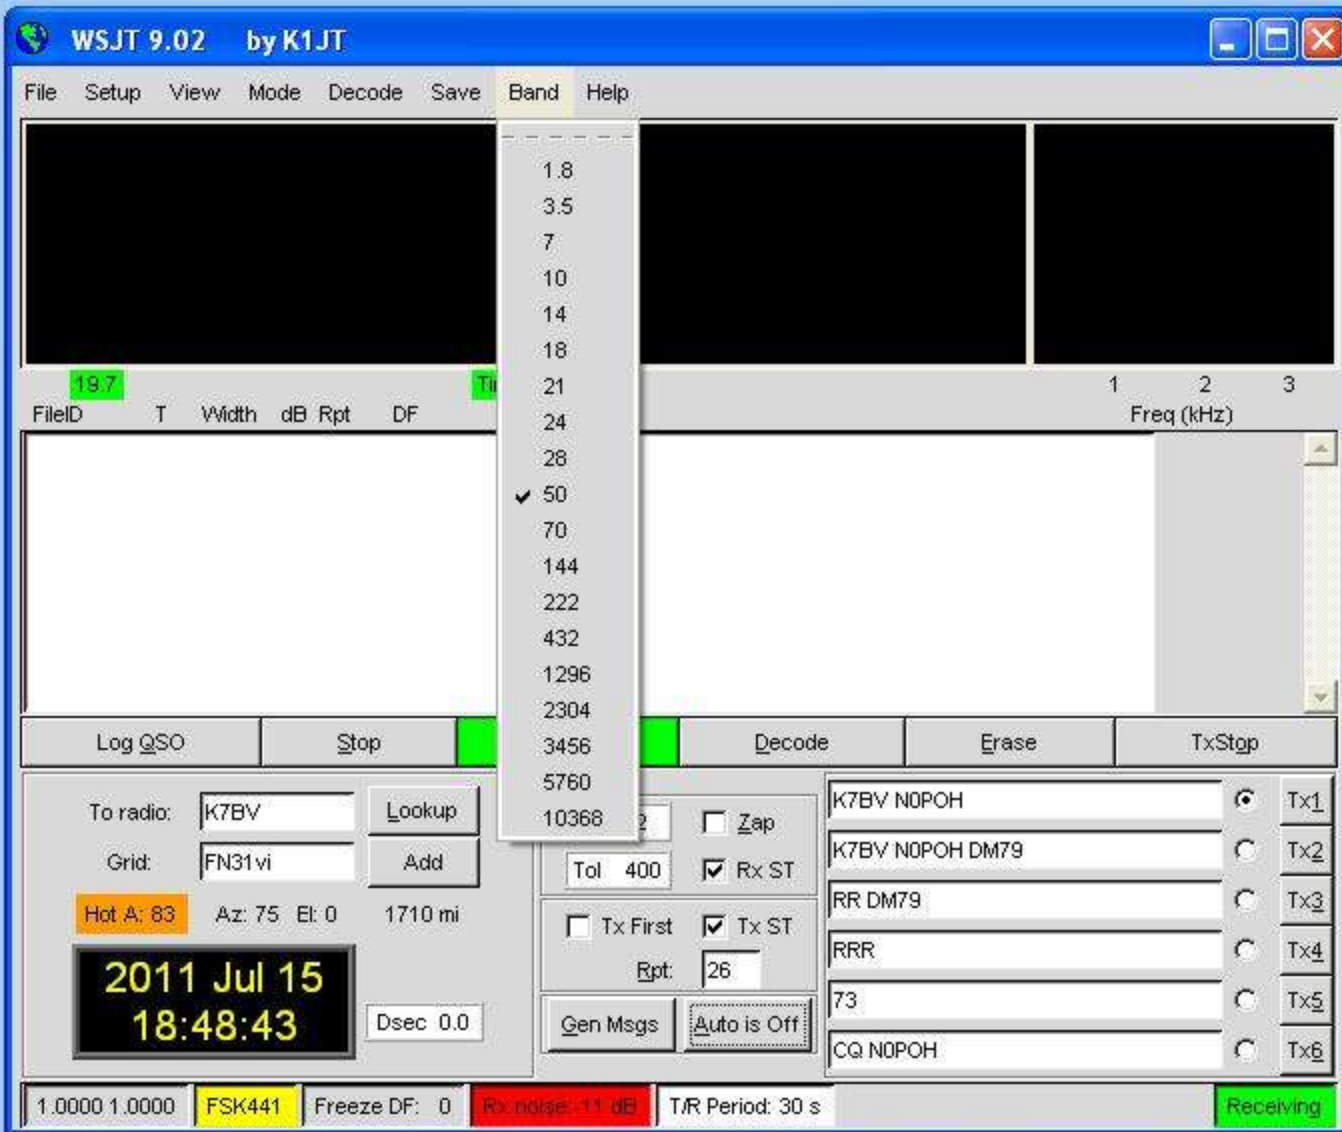 WSJT 9.02 by K1JT
File Setup View Mode Decode Save Band Help
1.8
3.5
7
10
14
18
21
24
28
50
70
144
222
432
1296
2304
3456
5760
10368
19.7
1 2 3
FileID T Width dB Rpt DF
Freq (kHz)
Log QSO Stop Decode Erase TxStop
To radio: K7BV Lookup
Grid: FN31vi Add
Hot A: 83 Az: 75 El: 0 1710 mi
2011 Jul 15
18:48:43
Dsec 0.0
Zap
Tol 400 Rx ST
Tx First Tx ST
Rpt: 26
Gen Msgs Auto is Off
K7BV N0POH Tx1
K7BV N0POH DM79 Tx2
RR DM79 Tx3
RRR Tx4
73 Tx5
CQ N0POH Tx6
1.0000 1.0000 FSK441 Freeze DF: 0 Rx noise: -11 dB T/R Period: 30 s Receiving